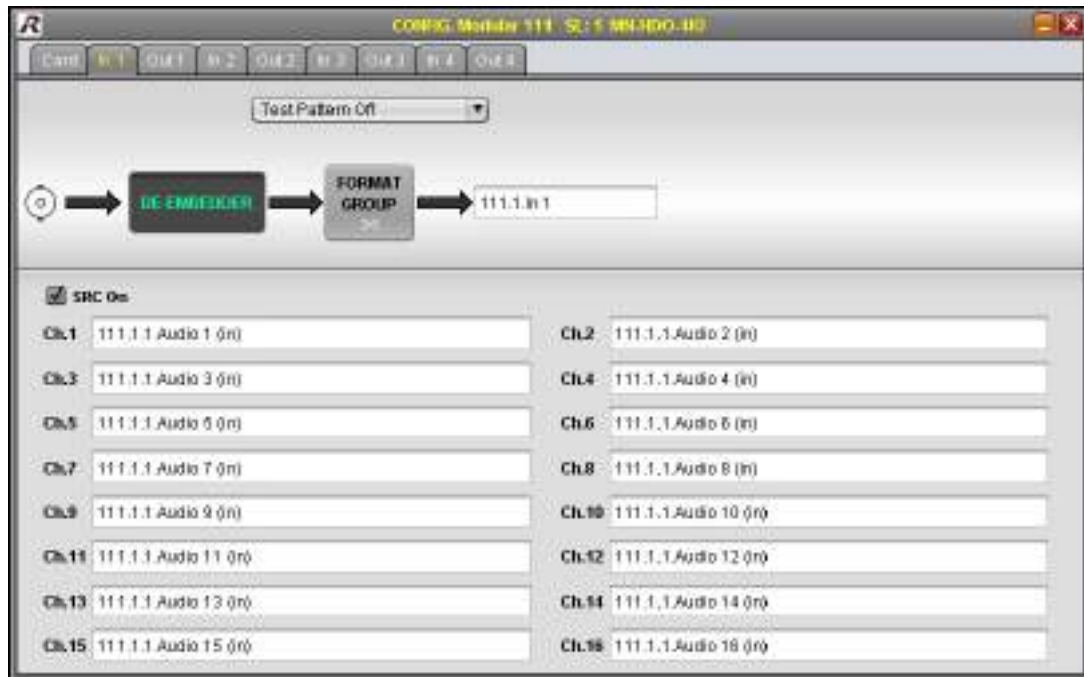 R
CONFIG. Modular 111 SL: 1 MN-HDO-
Card In 1 Out 1 In 2 Out 2 In 3 Out 3 In 4 Out 4
Test Pattern Off
DE-EMBEDDER
FORMAT
GROUP
111.1.In 1
SRC On
Ch.1 111.1.1.Audio 1 (in)
Ch.2 111.1.1.Audio 2 (in)
Ch.3 111.1.1.Audio 3 (in)
Ch.4 111.1.1.Audio 4 (in)
Ch.5 111.1.1.Audio 5 (in)
Ch.6 111.1.1.Audio 6 (in)
Ch.7 111.1.1.Audio 7 (in)
Ch.8 111.1.1.Audio 8 (in)
Ch.9 111.1.1.Audio 9 (in)
Ch.10 111.1.1.Audio 10 (in)
Ch.11 111.1.1.Audio 11 (in)
Ch.12 111.1.1.Audio 12 (in)
Ch.13 111.1.1.Audio 13 (in)
Ch.14 111.1.1.Audio 14 (in)
Ch.15 111.1.1.Audio 15 (in)
Ch.16 111.1.1.Audio 16 (in)